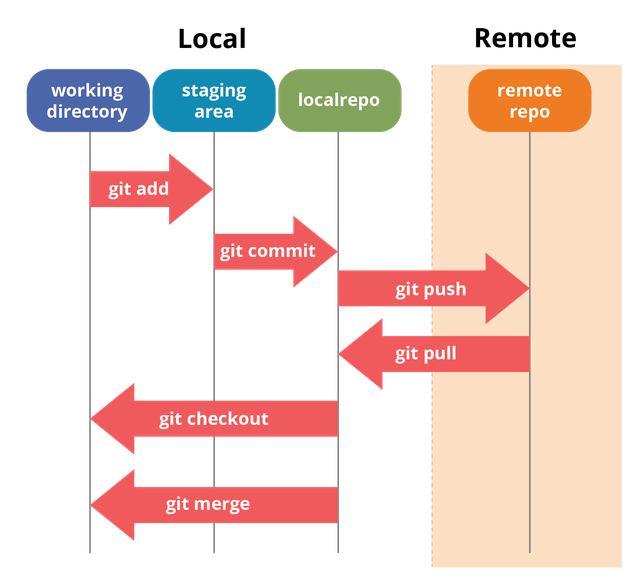 Local
Remote
working
directory
staging
area
localrepo
remote
repo
git add
git commit
git push
git pull
git checkout
git merge